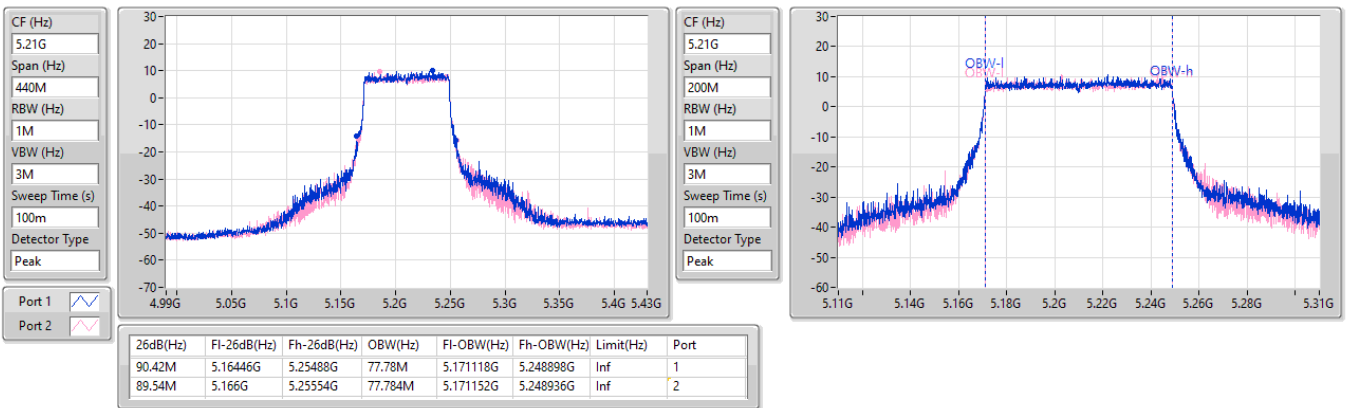 CF (Hz)
5.21G
Span (Hz)
440M
RBW (Hz)
1M
VBW (Hz)
3M
Sweep Time (s)
100m
Detector Type
Peak
Port 1
Port 2
30
20
10
0
-10
-20
-30
-40
-50
-60
-70
4.99G 5.05G 5.1G 5.15G 5.2G 5.25G 5.3G 5.35G 5.4G 5.43G
CF (Hz)
5.21G
Span (Hz)
200M
RBW (Hz)
1M
VBW (Hz)
3M
Sweep Time (s)
100m
Detector Type
Peak
30
20
10
0
-10
-20
-30
-40
-50
-60
OBW-l
OBW-l
OBW-h
5.11G 5.14G 5.16G 5.18G 5.2G 5.22G 5.24G 5.26G 5.28G 5.31G
26dB(Hz) Fl-26dB(Hz) Fh-26dB(Hz) OBW(Hz) Fl-OBW(Hz) Fh-OBW(Hz) Limit(Hz) Port
90.42M 5.16446G 5.25488G 77.78M 5.171118G 5.248898G Inf 1
89.54M 5.166G 5.25554G 77.784M 5.171152G 5.248936G Inf 2